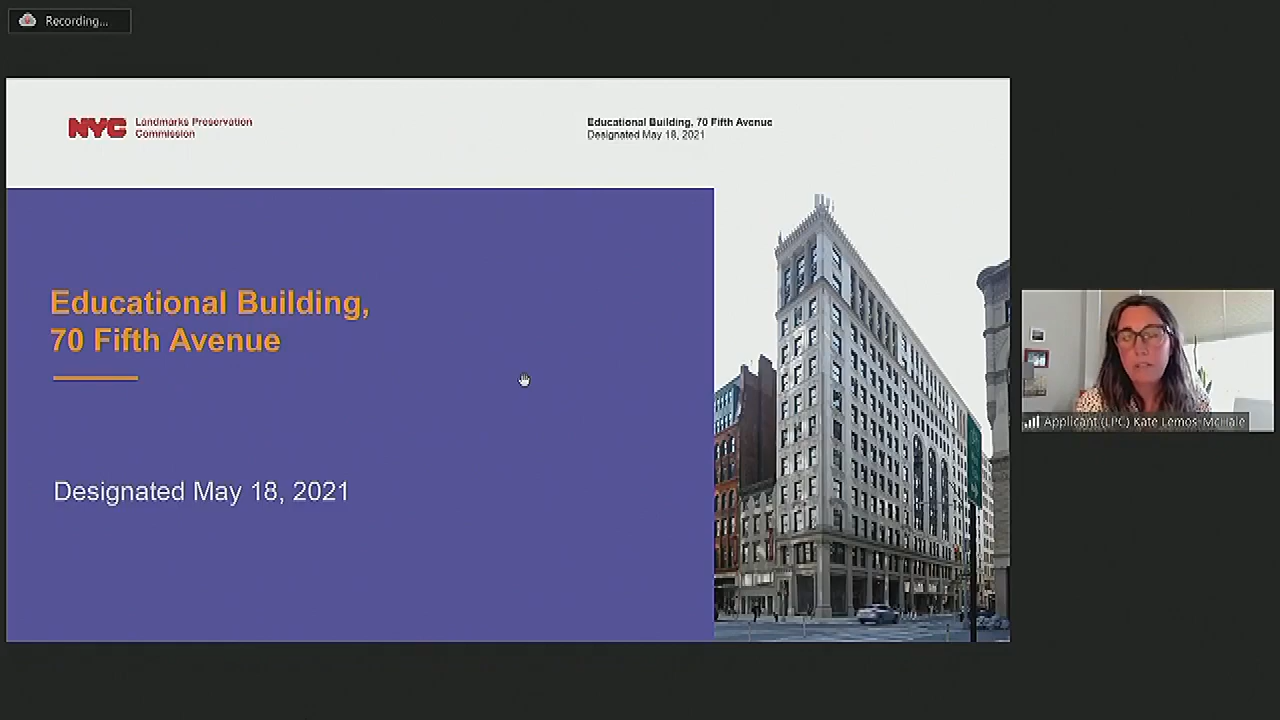 Recording...
NYC
Landmarks Preservation
Commission
Educational Building, 70 Fifth Avenue
Designated May 18, 2021
Educational Building,
70 Fifth Avenue
Designated May 18, 2021
Applicant (LPC) Kate Lemos McHale